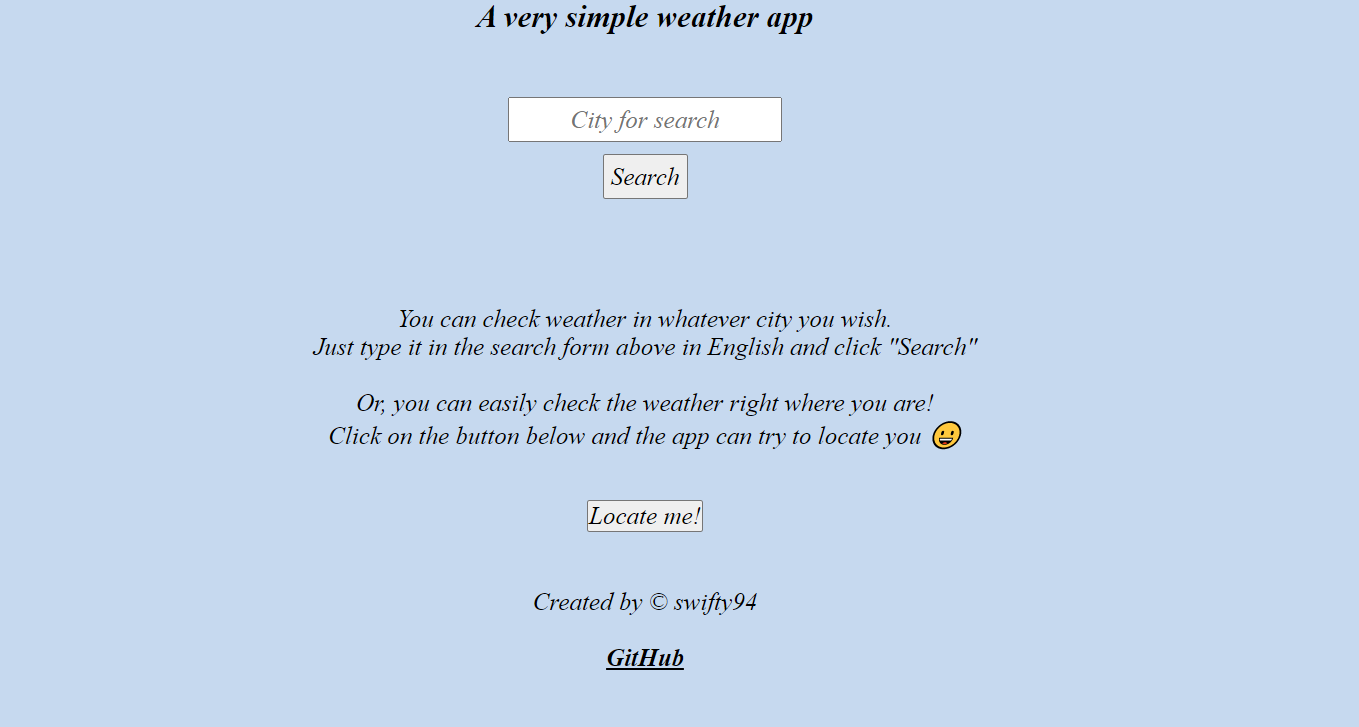 A very simple weather app
City for search
Search
You can check weather in whatever city you wish.
Just type it in the search form above in English and click "Search"
Or, you can easily check the weather right where you are!
Click on the button below and the app can try to locate you 😀
Locate me!
Created by © swifty94
GitHub